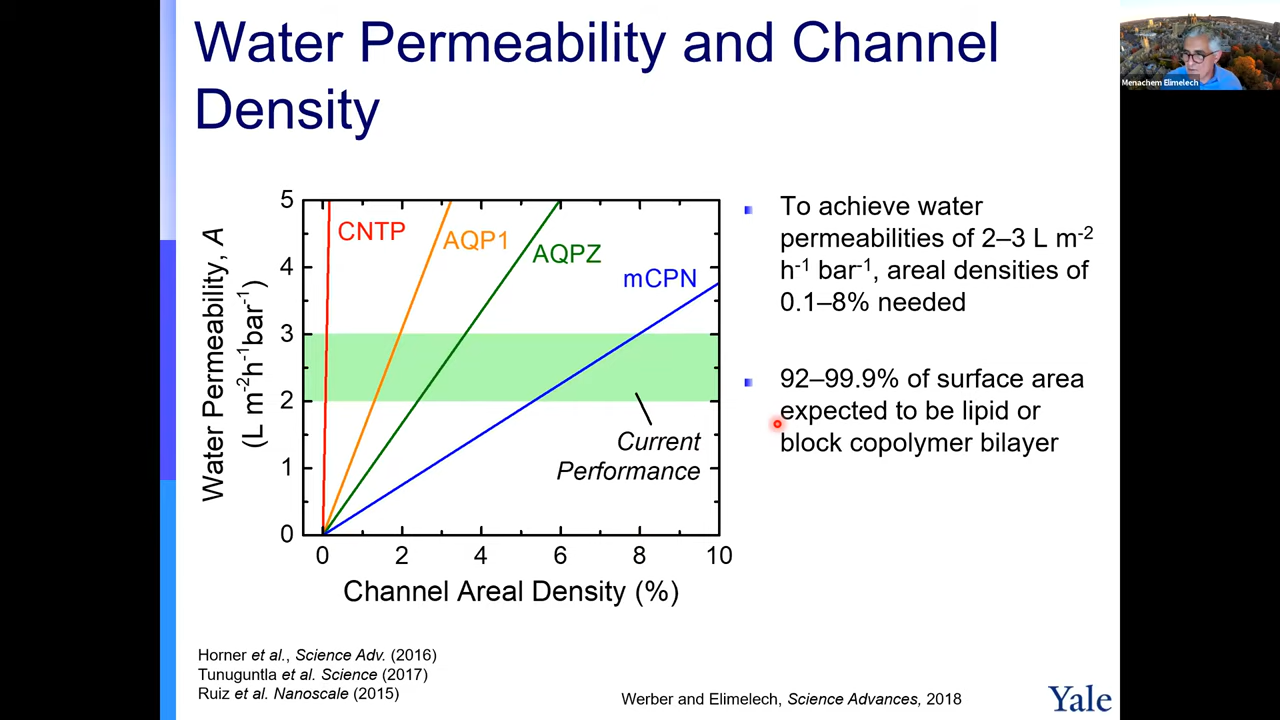 Water Permeability and Channel
Density
Menachem Elimelech
Water Permeability, A
(L m-2h-1bar-1)
5
4
3
2
1
0
CNTP
AQP1
AQPZ
mCPN
Current
Performance
0 2 4 6 8 10
Channel Areal Density (%)
To achieve water
permeabilities of 2–3 L m-2
h-1 bar-1, areal densities of
0.1–8% needed
92–99.9% of surface area
expected to be lipid or
block copolymer bilayer
Horner et al., Science Adv. (2016)
Tunuguntla et al. Science (2017)
Ruiz et al. Nanoscale (2015)
Werber and Elimelech, Science Advances, 2018
Yale